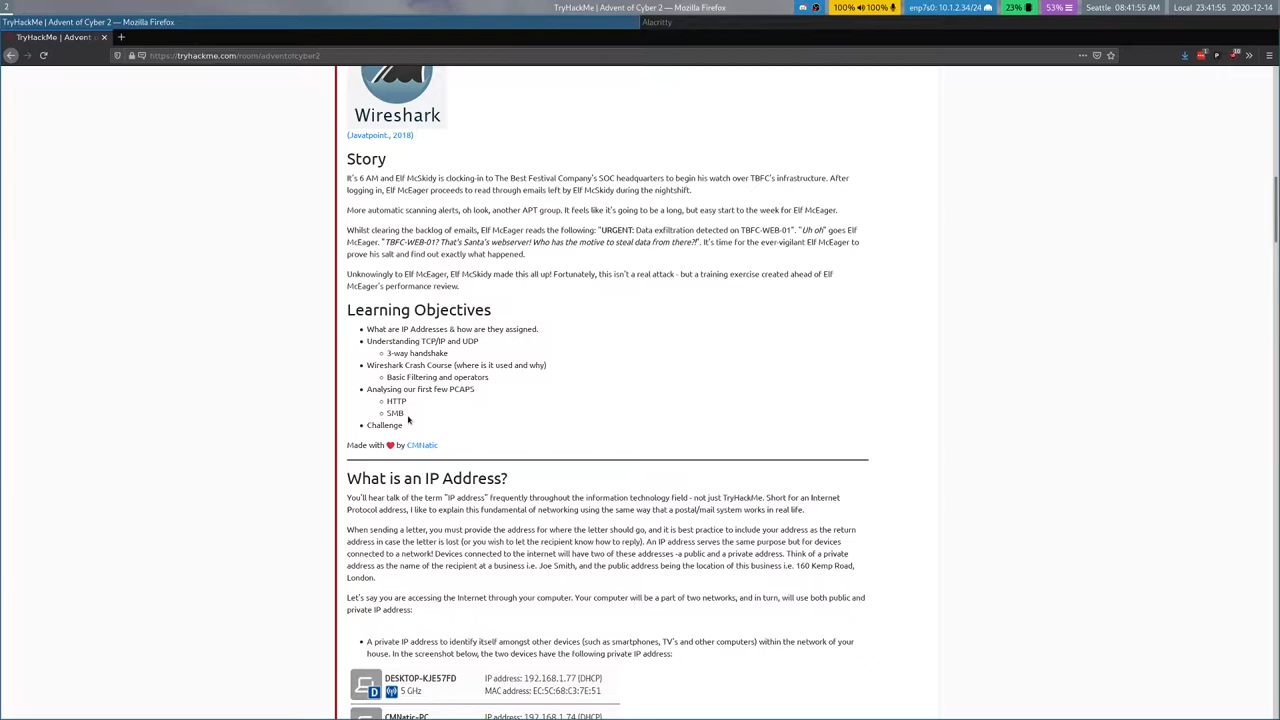 2
TryHackMe | Advent of Cyber 2 — Mozilla Firefox
100% 100%
enp7s0: 10.1.2.34/24
23%
53%
Seattle 08:41:55 AM
Local 23:41:55
2020-12-14
TryHackMe | Advent of Cyber 2 — Mozilla Firefox
Alacritty
TryHackMe | Advent
https://tryhackme.com/room/adventofcyber2
Wireshark
(Javatpoint., 2018)
Story
It's 6 AM and Elf McSkidy is clocking-in to The Best Festival Company's SOC headquarters to begin his watch over TBFC's infrastructure. After
logging in, Elf McEager proceeds to read through emails left by Elf McSkidy during the nightshift.
More automatic scanning alerts, oh look, another APT group. It feels like it's going to be a long, but easy start to the week for Elf McEager.
Whilst clearing the backlog of emails, Elf McEager reads the following: "URGENT: Data exfiltration detected on TBFC-WEB-01". "Uh oh" goes Elf
McEager. "TBFC-WEB-01? That's Santa's webserver! Who has the motive to steal data from there?!". It's time for the ever-vigilant Elf McEager to
prove his salt and find out exactly what happened.
Unknowingly to Elf McEager, Elf McSkidy made this all up! Fortunately, this isn't a real attack - but a training exercise created ahead of Elf
McEager's performance review.
Learning Objectives
What are IP Addresses & how are they assigned.
Understanding TCP/IP and UDP
3-way handshake
Wireshark Crash Course (where is it used and why)
Basic Filtering and operators
Analysing our first few PCAPS
HTTP
SMB
Challenge
Made with ❤ by CMNatic
What is an IP Address?
You'll hear talk of the term "IP address" frequently throughout the information technology field - not just TryHackMe. Short for an Internet
Protocol address, I like to explain this fundamental of networking using the same way that a postal/mail system works in real life.
When sending a letter, you must provide the address for where the letter should go, and it is best practice to include your address as the return
address in case the letter is lost (or you wish to let the recipient know how to reply). An IP address serves the same purpose but for devices
connected to a network! Devices connected to the internet will have two of these addresses -a public and a private address. Think of a private
address as the name of the recipient at a business i.e. Joe Smith, and the public address being the location of this business i.e. 160 Kemp Road,
London.
Let's say you are accessing the Internet through your computer. Your computer will be a part of two networks, and in turn, will use both public and
private IP address:
A private IP address to identify itself amongst other devices (such as smartphones, TV's and other computers) within the network of your
house. In the screenshot below, the two devices have the following private IP address:
DESKTOP-KJE57FD IP address: 192.168.1.77 (DHCP)
D 5 GHz MAC address: EC:5C:68:C3:7E:51
CMNatic-PC IP address: 192.168.1.74 (DHCP)